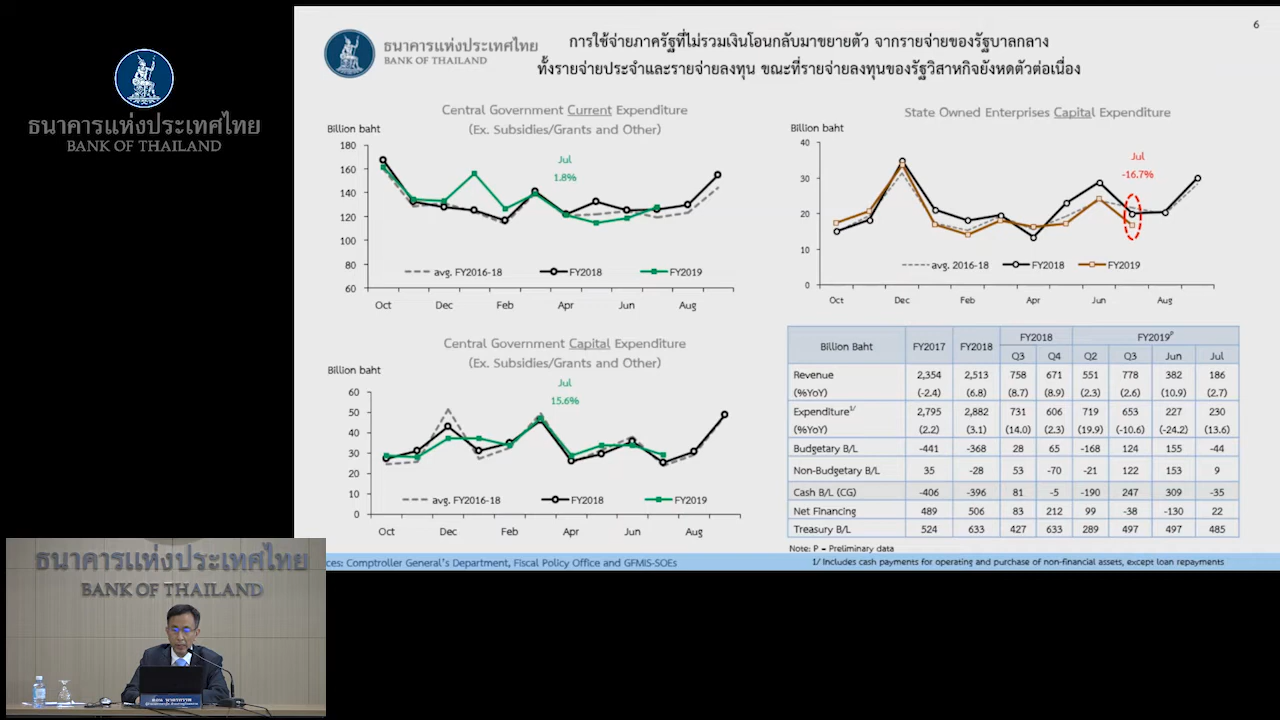 ธนาคารแห่งประเทศไทย
BANK OF THAILAND
6
ธนาคารแห่งประเทศไทย
BANK OF THAILAND
การใช้จ่ายภาครัฐที่ไม่รวมเงินโอนกลับมาขยายตัว จากรายจ่ายของรัฐบาลกลาง
ทั้งรายจ่ายประจำและรายจ่ายลงทุน ขณะที่รายจ่ายลงทุนของรัฐวิสาหกิจยังหดตัวต่อเนื่อง
Central Government Current Expenditure
(Ex. Subsidies/Grants and Other)
Billion baht
180
160
140
120
100
80
60
Jul
1.8%
avg. FY2016-18 FY2018 FY2019
Oct Dec Feb Apr Jun Aug
State Owned Enterprises Capital Expenditure
Billion baht
40
30
20
10
0
Jul
-16.7%
avg. 2016-18 FY2018 FY2019
Oct Dec Feb Apr Jun Aug
Central Government Capital Expenditure
(Ex. Subsidies/Grants and Other)
Billion baht
60
50
40
30
20
10
0
Jul
15.6%
avg. FY2016-18 FY2018 FY2019
Oct Dec Feb Apr Jun Aug
Billion Baht FY2017 FY2018 FY2018 FY2019P
Q3 Q4 Q2 Q3 Jun Jul
Revenue 2,354 2,513 758 671 551 778 382 186
(%YoY) (-2.4) (6.8) (8.7) (8.9) (2.3) (2.6) (10.9) (2.7)
Expenditure1/ 2,795 2,882 731 606 719 653 227 230
(%YoY) (2.2) (3.1) (14.0) (2.3) (19.9) (-10.6) (-24.2) (13.6)
Budgetary B/L -441 -368 28 65 -168 124 155 -44
Non-Budgetary B/L 35 -28 53 -70 -21 122 153 9
Cash B/L (CG) -406 -396 81 -5 -190 247 309 -35
Net Financing 489 506 83 212 99 -38 -130 22
Treasury B/L 524 633 427 633 289 497 497 485
Note: P = Preliminary data
1/ Includes cash payments for operating and purchase of non-financial assets, except loan repayments
ces: Comptroller General's Department, Fiscal Policy Office and GFMIS-SOEs
ธนาคารแห่งประเทศไทย
BANK OF THAILAND